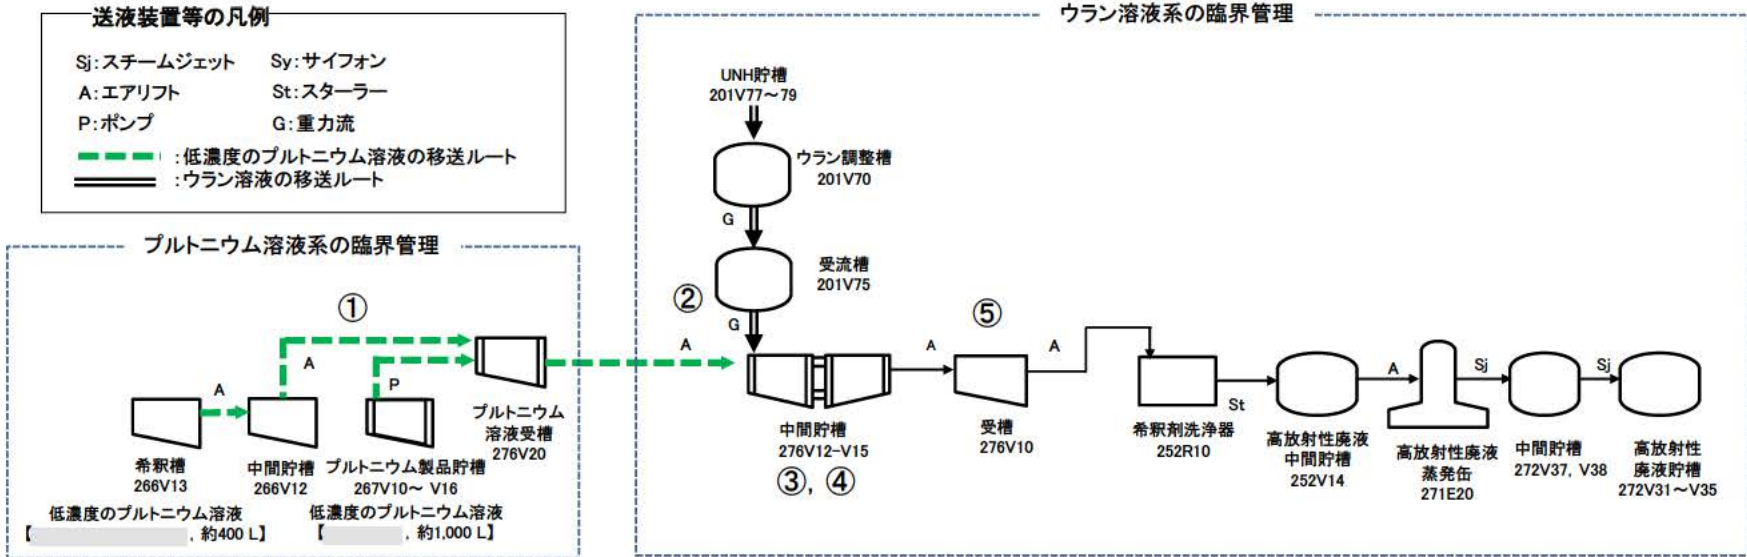 送液装置等の凡例
Sj:スチームジェット Sy:サイフォン
A:エアリフト St:スターラー
P:ポンプ G:重力流
:低濃度のプルトニウム溶液の移送ルート
:ウラン溶液の移送ルート
プルトニウム溶液系の臨界管理
①
A
A
P
希釈槽
266V13
中間貯槽
266V12
プルトニウム製品貯槽
267V10~ V16
プルトニウム
溶液受槽
276V20
低濃度のプルトニウム溶液
【 , 約400 L】
低濃度のプルトニウム溶液
【 , 約1,000 L】
ウラン溶液系の臨界管理
UNH貯槽
201V77~79
ウラン調整槽
201V70
G
受流槽
201V75
②
G
A
中間貯槽
276V12-V15
③, ④
A
⑤
受槽
276V10
A
希釈剤洗浄器
252R10
St
高放射性廃液
中間貯槽
252V14
A
高放射性廃液
蒸発缶
271E20
Sj
中間貯槽
272V37, V38
Sj
高放射性
廃液貯槽
272V31~V35